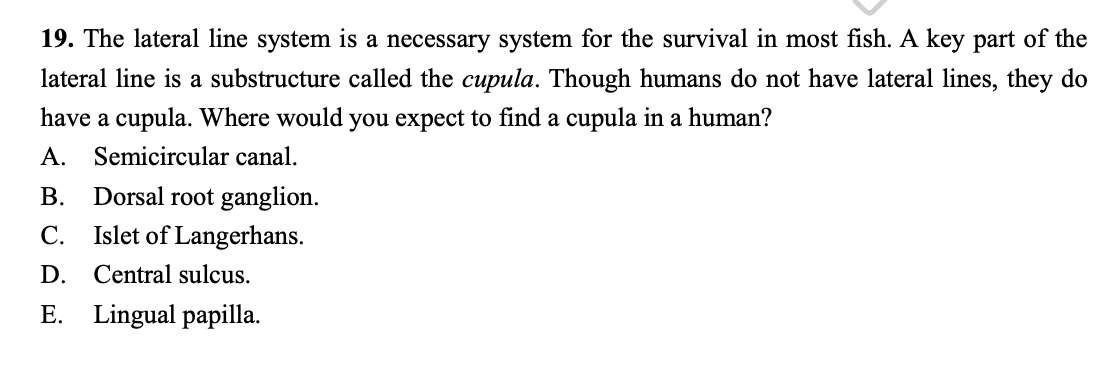 19. The lateral line system is a necessary system for the survival in most fish. A key part of the
lateral line is a substructure called the cupula. Though humans do not have lateral lines, they do
have a cupula. Where would you expect to find a cupula in a human?
A. Semicircular canal.
B. Dorsal root ganglion.
C. Islet of Langerhans.
D. Central sulcus.
E. Lingual papilla.